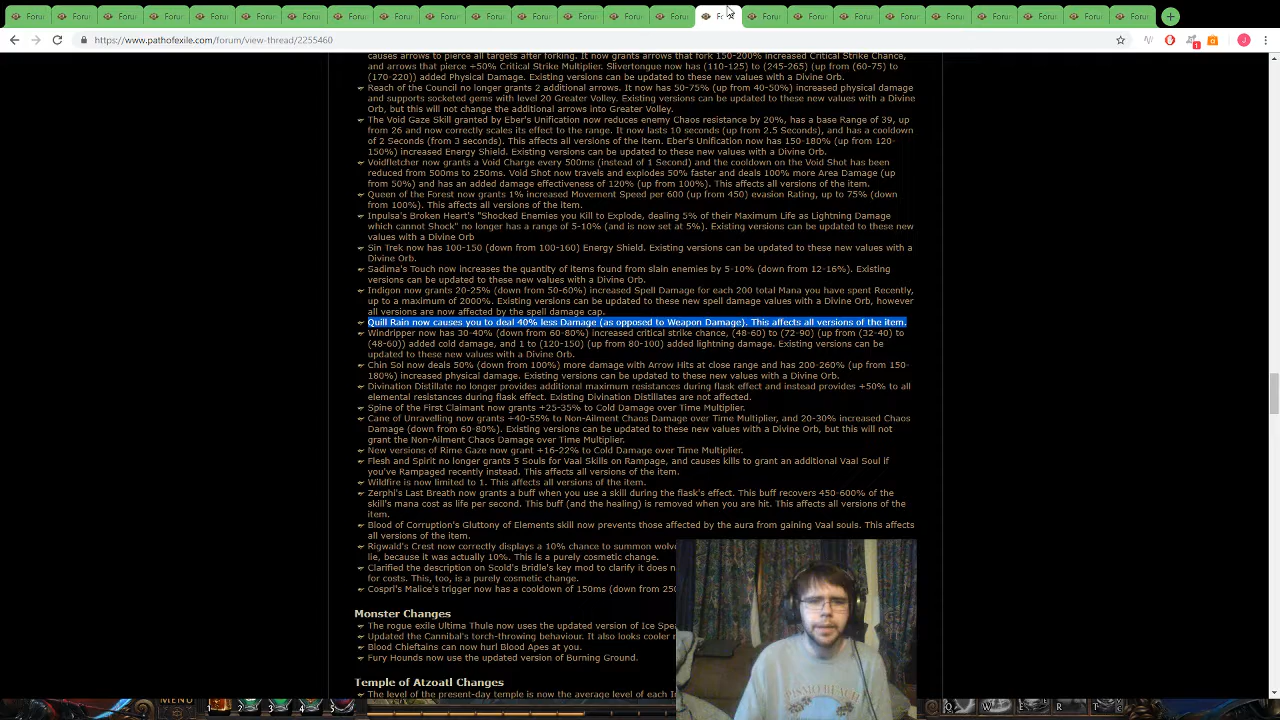 Forur Forur Forur Forur Forur Forur Forur Forur Forur Forur Forur Forur Forur Forur Forur Fo Forur Forur Forur Forur Forur Forur Forur Forur Forur
https://www.pathofexile.com/forum/view-thread/2255460
causes arrows to pierce all targets after forking. It now grants arrows that fork 150-200% increased Critical Strike Chance,
and arrows that pierce +50% Critical Strike Multiplier. Slivertongue now has (110-125) to (245-265) (up from (60-75) to
(170-220)) added Physical Damage. Existing versions can be updated to these new values with a Divine Orb.
Reach of the Council no longer grants 2 additional arrows. It now has 50-75% (up from 40-50%) increased physical damage
and supports socketed gems with level 20 Greater Volley. Existing versions can be updated to these new values with a Divine
Orb, but this will not change the additional arrows into Greater Volley.
The Void Gaze Skill granted by Eber's Unification now reduces enemy Chaos resistance by 20%, has a base Range of 39, up
from 26 and now correctly scales its effect to the range. It now lasts 10 seconds (up from 2.5 Seconds), and has a cooldown
of 2 Seconds (from 3 seconds). This affects all versions of the item. Eber's Unification now has 150-180% (up from 120-
150%) increased Energy Shield. Existing versions can be updated to these new values with a Divine Orb.
Voidfletcher now grants a Void Charge every 500ms (instead of 1 Second) and the cooldown on the Void Shot has been
reduced from 500ms to 250ms. Void Shot now travels and explodes 50% faster and deals 100% more Area Damage (up
from 50%) and has an added damage effectiveness of 120% (up from 100%). This affects all versions of the item.
Queen of the Forest now grants 1% increased Movement Speed per 600 (up from 450) evasion Rating, up to 75% (down
from 100%). This affects all versions of the item.
Inpulsa's Broken Heart's "Shocked Enemies you Kill to Explode, dealing 5% of their Maximum Life as Lightning Damage
which cannot Shock" no longer has a range of 5-10% (and is now set at 5%). Existing versions can be updated to these new
values with a Divine Orb
Sin Trek now has 100-150 (down from 100-160) Energy Shield. Existing versions can be updated to these new values with a
Divine Orb.
Sadima's Touch now increases the quantity of items found from slain enemies by 5-10% (down from 12-16%). Existing
versions can be updated to these new values with a Divine Orb.
Indigon now grants 20-25% (down from 50-60%) increased Spell Damage for each 200 total Mana you have spent Recently,
up to a maximum of 2000%. Existing versions can be updated to these new spell damage values with a Divine Orb, however
all versions are now affected by the spell damage cap.
Quill Rain now causes you to deal 40% less Damage (as opposed to Weapon Damage). This affects all versions of the item.
Windripper now has 30-40% (down from 60-80%) increased critical strike chance, (48-60) to (72-90) (up from (32-40) to
(48-60)) added cold damage, and 1 to (120-150) (up from 80-100) added lightning damage. Existing versions can be
updated to these new values with a Divine Orb.
Chin Sol now deals 50% (down from 100%) more damage with Arrow Hits at close range and has 200-260% (up from 150-
180%) increased physical damage. Existing versions can be updated to these new values with a Divine Orb.
Divination Distillate no longer provides additional maximum resistances during flask effect and instead provides +50% to all
elemental resistances during flask effect. Existing Divination Distillates are not affected.
Spine of the First Claimant now grants +25-35% to Cold Damage over Time Multiplier.
Cane of Unravelling now grants +40-55% to Non-Ailment Chaos Damage over Time Multiplier, and 20-30% increased Chaos
Damage (down from 60-80%). Existing versions can be updated to these new values with a Divine Orb, but this will not
grant the Non-Ailment Chaos Damage over Time Multiplier.
New versions of Rime Gaze now grant +16-22% to Cold Damage over Time Multiplier.
Flesh and Spirit no longer grants 5 Souls for Vaal Skills on Rampage, and causes kills to grant an additional Vaal Soul if
you've Rampaged recently instead. This affects all versions of the item.
Wildfire is now limited to 1. This affects all versions of the item.
Zerphi's Last Breath now grants a buff when you use a skill during the flask's effect. This buff recovers 450-600% of the
skill's mana cost as life per second. This buff (and the healing) is removed when you are hit. This affects all versions of the
item.
Blood of Corruption's Gluttony of Elements skill now prevents those affected by the aura from gaining Vaal souls. This affects
all versions of the item.
Rigwald's Crest now correctly displays a 10% chance to summon wolv
lie, because it was actually 10%. This is a purely cosmetic change.
Clarified the description on Scold's Bridle's key mod to clarify it does n
for costs. This, too, is a purely cosmetic change.
Cospri's Malice's trigger now has a cooldown of 150ms (down from 250
Monster Changes
The rogue exile Ultima Thule now uses the updated version of Ice Spea
Updated the Cannibal's torch-throwing behaviour. It also looks cooler
Blood Chieftains can now hurl Blood Apes at you.
Fury Hounds now use the updated version of Burning Ground.
Temple of Atzoatl Changes
The level of the present-day temple is now the average level of each I
MENU 1 2 3 4 5 Q W E R T